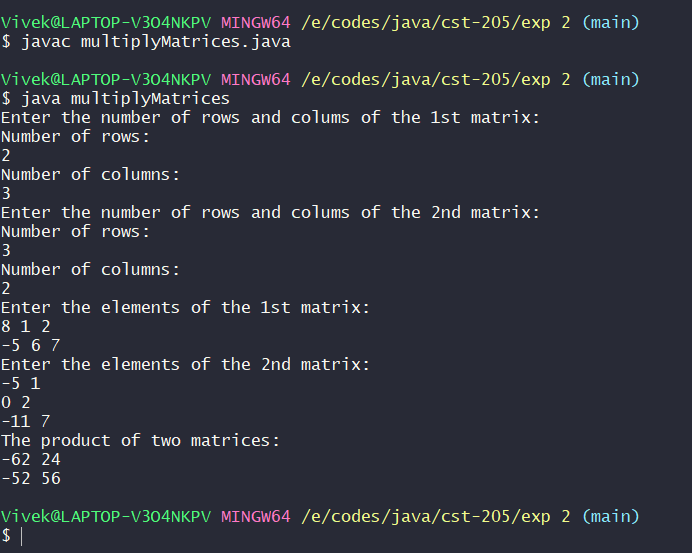 Vivek@LAPTOP-V3O4NKPV MINGW64 /e/codes/java/cst-205/exp 2 (main)
$ javac multiplyMatrices.java
Vivek@LAPTOP-V3O4NKPV MINGW64 /e/codes/java/cst-205/exp 2 (main)
$ java multiplyMatrices
Enter the number of rows and colums of the 1st matrix:
Number of rows:
2
Number of columns:
3
Enter the number of rows and colums of the 2nd matrix:
Number of rows:
3
Number of columns:
2
Enter the elements of the 1st matrix:
8 1 2
-5 6 7
Enter the elements of the 2nd matrix:
-5 1
0 2
-11 7
The product of two matrices:
-62 24
-52 56
Vivek@LAPTOP-V3O4NKPV MINGW64 /e/codes/java/cst-205/exp 2 (main)
$